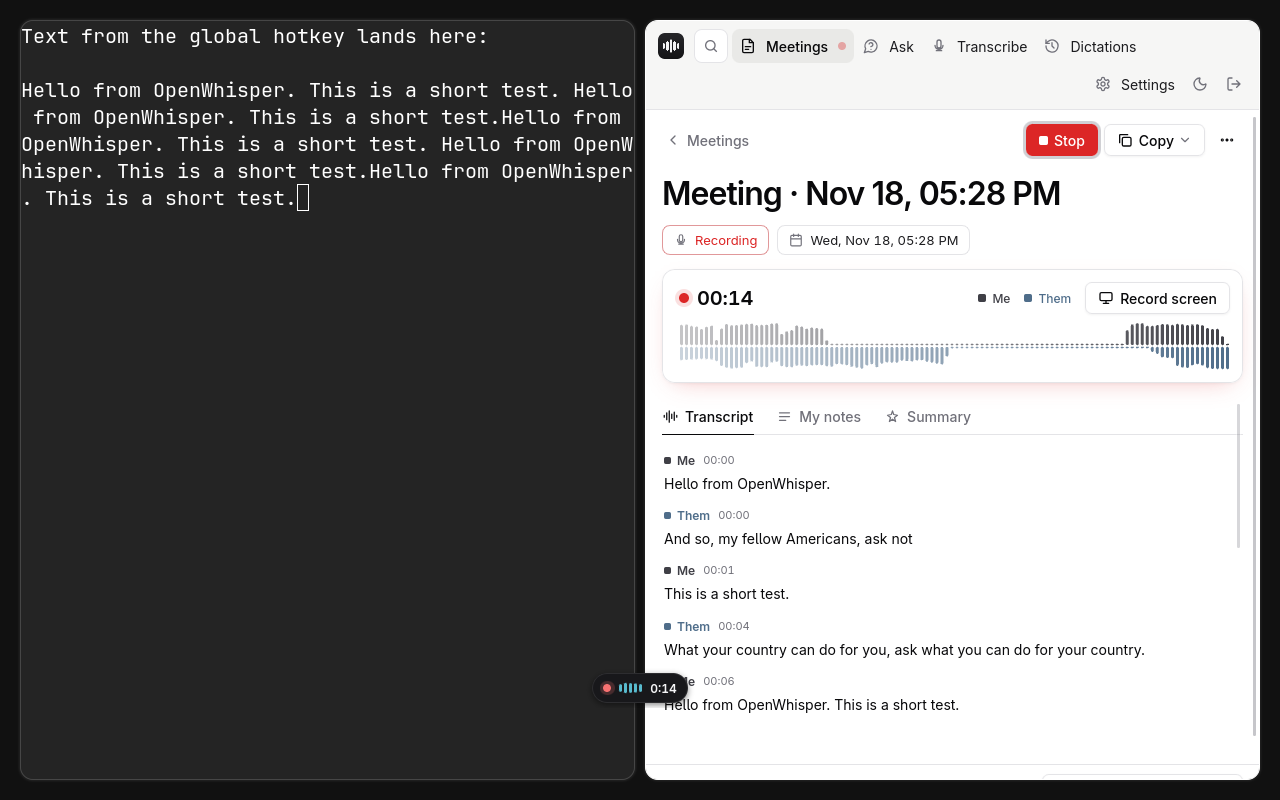 Text from the global hotkey lands here:
Hello from OpenWhisper. This is a short test. Hello
from OpenWhisper. This is a short test.Hello from
OpenWhisper. This is a short test. Hello from OpenW
hisper. This is a short test.Hello from OpenWhisper
. This is a short test.
Meetings
Ask
Transcribe
Dictations
Settings
Meetings
Stop
Copy
Meeting · Nov 18, 05:28 PM
Recording
Wed, Nov 18, 05:28 PM
00:14
Me
Them
Record screen
Transcript
My notes
Summary
Me 00:00
Hello from OpenWhisper.
Them 00:00
And so, my fellow Americans, ask not
Me 00:01
This is a short test.
Them 00:04
What your country can do for you, ask what you can do for your country.
00:06
Hello from OpenWhisper. This is a short test.
0:14